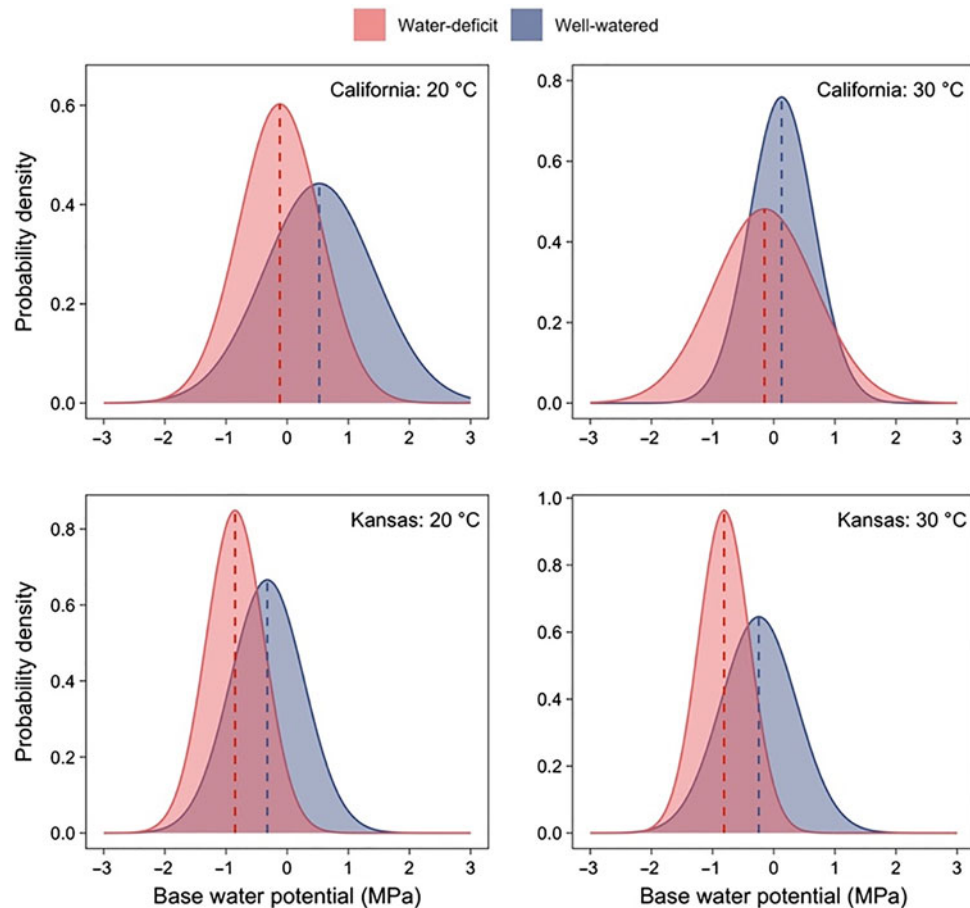 Water-deficit Well-watered
California: 20 °C
0.6
0.4
0.2
0.0
−3 −2 −1 0 1 2 3
Probability density
California: 30 °C
0.8
0.6
0.4
0.2
0.0
−3 −2 −1 0 1 2 3
Kansas: 20 °C
0.8
0.6
0.4
0.2
0.0
−3 −2 −1 0 1 2 3
Probability density
Base water potential (MPa)
Kansas: 30 °C
1.0
0.8
0.6
0.4
0.2
0.0
−3 −2 −1 0 1 2 3
Base water potential (MPa)